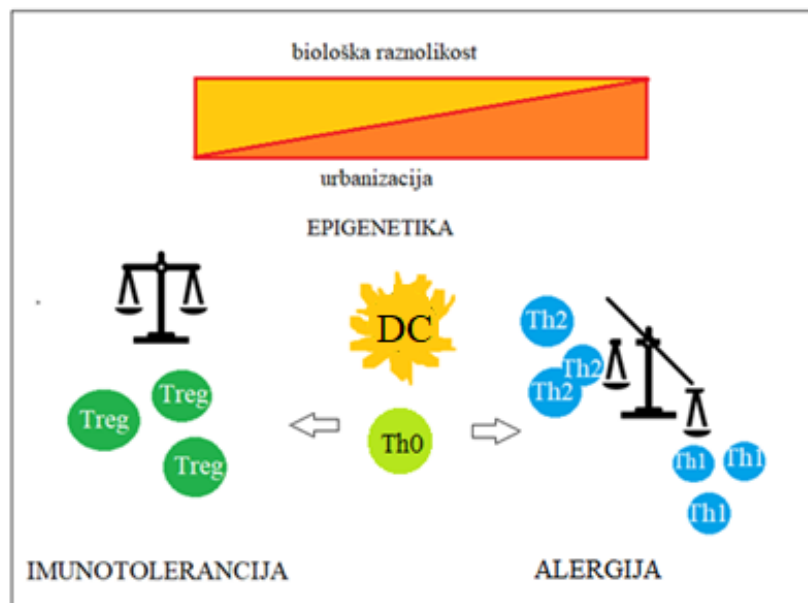 biološka raznolikost
urbanizacija
EPIGENETIKA
DC
Th0
Treg
Treg
Treg
IMUNOTOLERANCIJA
Th2
Th2
Th2
Th1
Th1
Th1
ALERGIJA